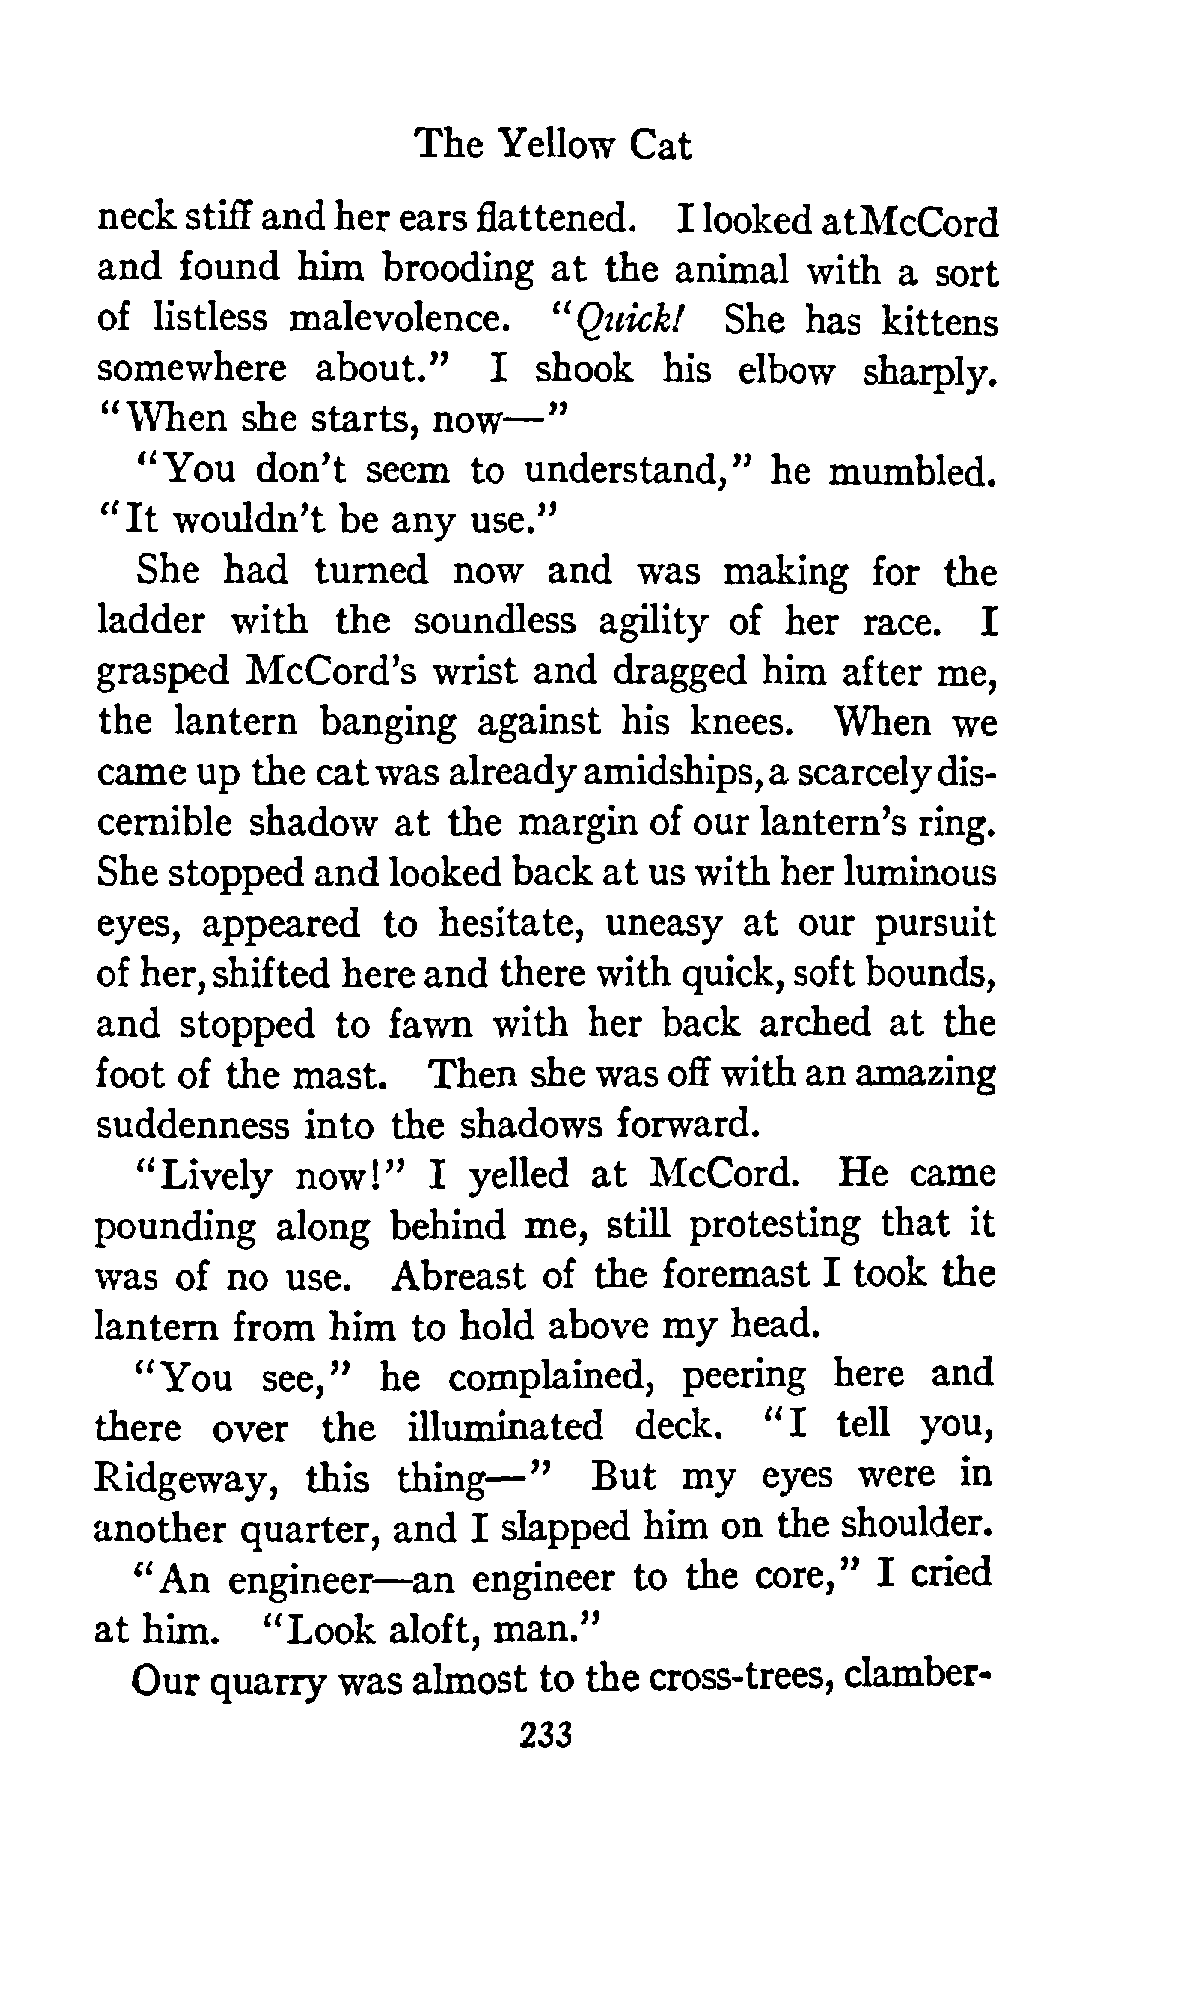 The Yellow Cat
neck stiff and her ears flattened. I looked at McCord
and found him brooding at the animal with a sort
of listless malevolence. "Quick! She has kittens
somewhere about." I shook his elbow sharply.
"When she starts, now—"
"You don't seem to understand," he mumbled.
"It wouldn't be any use."
She had turned now and was making for the
ladder with the soundless agility of her race. I
grasped McCord's wrist and dragged him after me,
the lantern banging against his knees. When we
came up the cat was already amidships, a scarcely dis-
cernible shadow at the margin of our lantern's ring.
She stopped and looked back at us with her luminous
eyes, appeared to hesitate, uneasy at our pursuit
of her, shifted here and there with quick, soft bounds,
and stopped to fawn with her back arched at the
foot of the mast. Then she was off with an amazing
suddenness into the shadows forward.
"Lively now!" I yelled at McCord. He came
pounding along behind me, still protesting that it
was of no use. Abreast of the foremast I took the
lantern from him to hold above my head.
"You see," he complained, peering here and
there over the illuminated deck. "I tell you,
Ridgeway, this thing—" But my eyes were in
another quarter, and I slapped him on the shoulder.
"An engineer—an engineer to the core," I cried
at him. "Look aloft, man."
Our quarry was almost to the cross-trees, clamber-
233